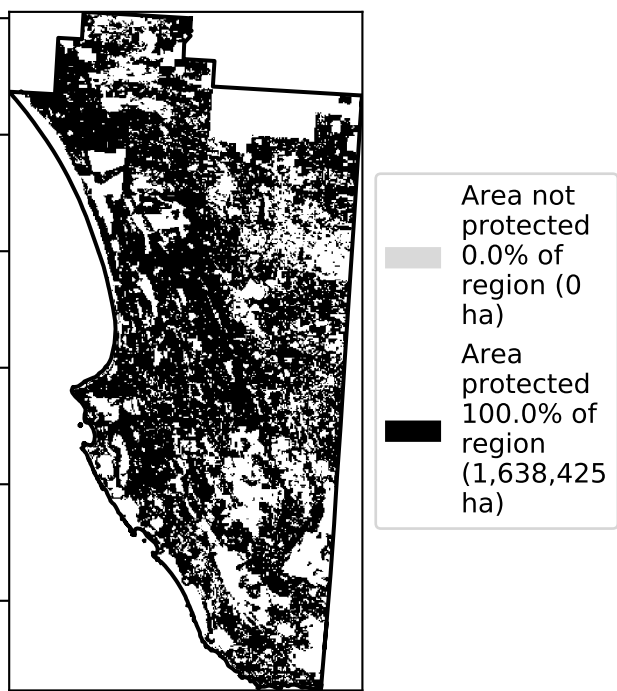 Area not
protected
0.0% of
region (0
ha)
Area
protected
100.0% of
region
(1,638,425
ha)